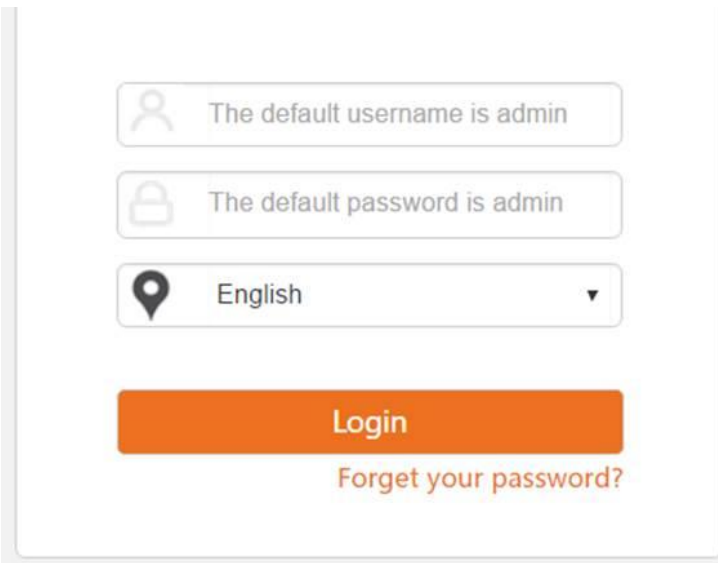 The default username is admin
The default password is admin
English
Login
Forget your password?